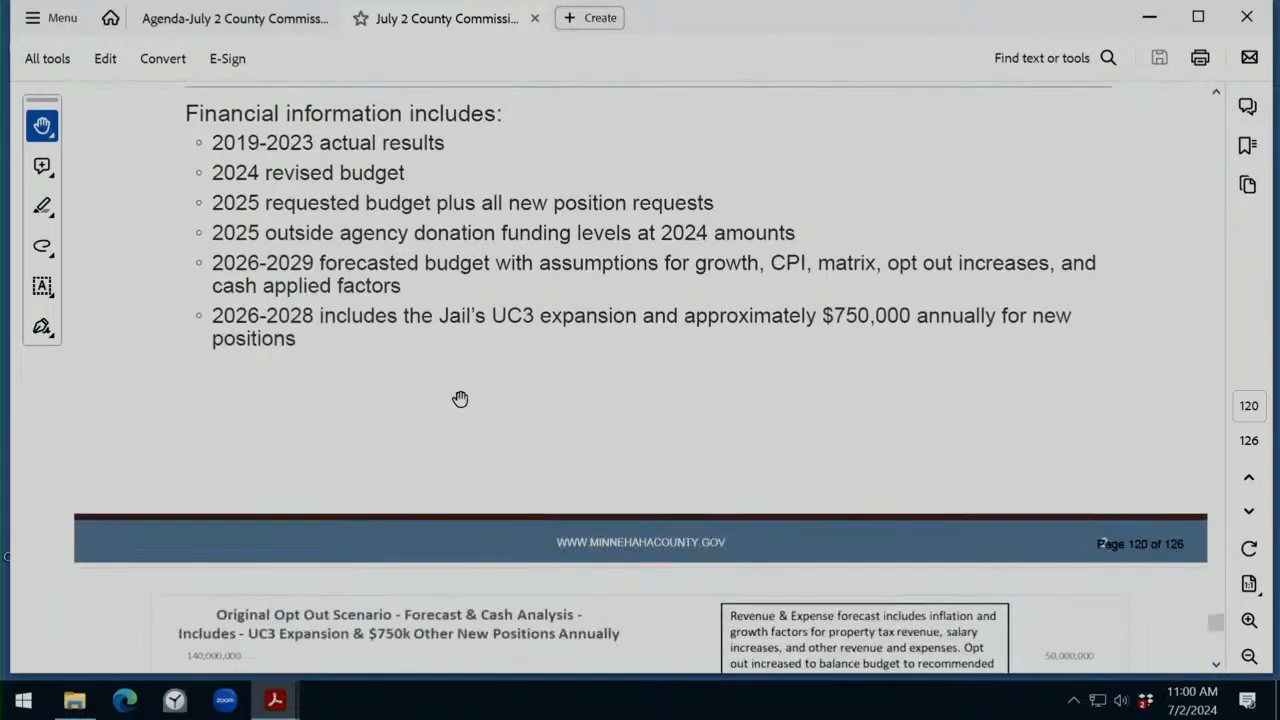 Menu
Agenda-July 2 County Commiss...
July 2 County Commissi...
Create
All tools
Edit
Convert
E-Sign
Find text or tools
Financial information includes:
◦ 2019-2023 actual results
◦ 2024 revised budget
◦ 2025 requested budget plus all new position requests
◦ 2025 outside agency donation funding levels at 2024 amounts
◦ 2026-2029 forecasted budget with assumptions for growth, CPI, matrix, opt out increases, and
cash applied factors
◦ 2026-2028 includes the Jail's UC3 expansion and approximately $750,000 annually for new
positions
120
126
WWW.MINNEHAHACOUNTY.GOV
Page 120 of 126
Original Opt Out Scenario - Forecast & Cash Analysis -
Includes - UC3 Expansion & $750k Other New Positions Annually
140,000,000
Revenue & Expense forecast includes inflation and
growth factors for property tax revenue, salary
increases, and other revenue and expenses. Opt
out increased to balance budget to recommended
50,000,000
1:1
zoom
2
11:00 AM
7/2/2024